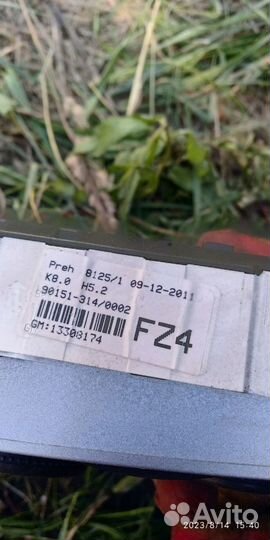 Preh 8125/1 09-12-2011
K8.0 H5.2
90151-314/0002
GM:13308174
FZ4
2023/8/14 15:40
Avito